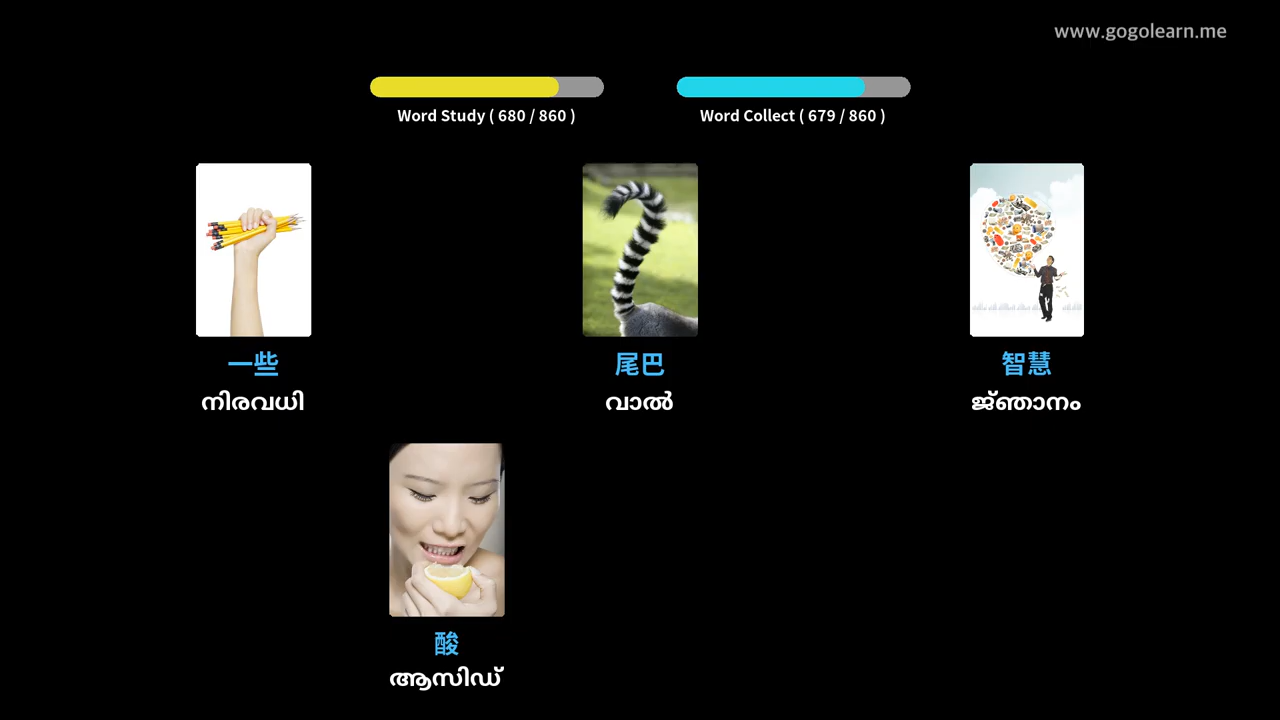 www.gogolearn.me
Word Study ( 680 / 860 )
Word Collect ( 679 / 860 )
一些
നിരവധി
尾巴
വാൽ
智慧
ജ്ഞാനം
酸
ആസിഡ്